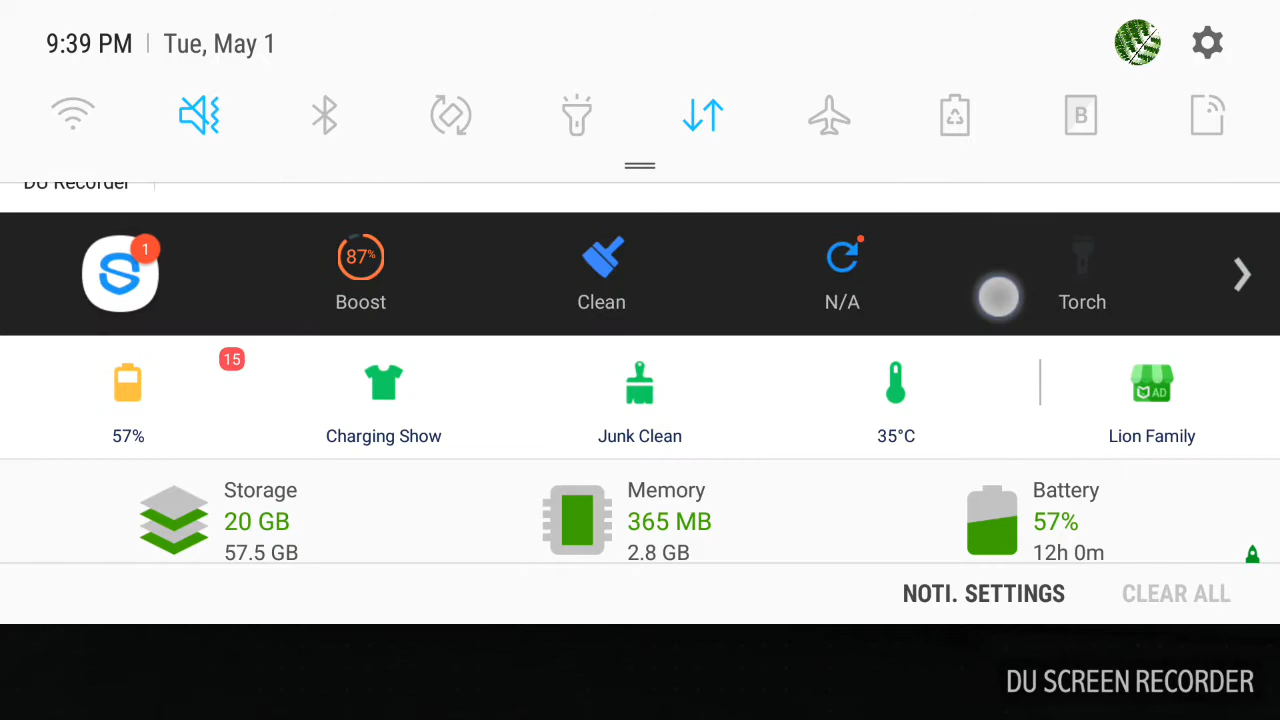 9:39 PM | Tue, May 1
B
DU Recorder
1
87%
Boost
Clean
N/A
Torch
15
57%
Charging Show
Junk Clean
35°C
AD
Lion Family
Storage
20 GB
57.5 GB
Memory
365 MB
2.8 GB
Battery
57%
12h 0m
NOTI. SETTINGS
CLEAR ALL
DU SCREEN RECORDER